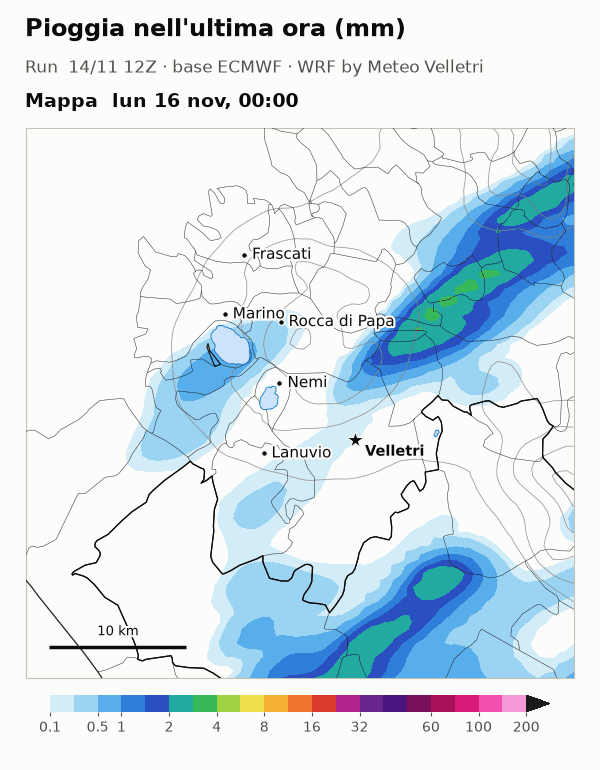 Pioggia nell'ultima ora (mm)
Run  14/11 12Z · base ECMWF · WRF by Meteo Velletri
Mappa  lun 16 nov, 00:00
Frascati
Marino
Rocca di Papa
Nemi
Velletri
Lanuvio
10 km
0.1 0.5 1 2 4 8 16 32 60 100 200